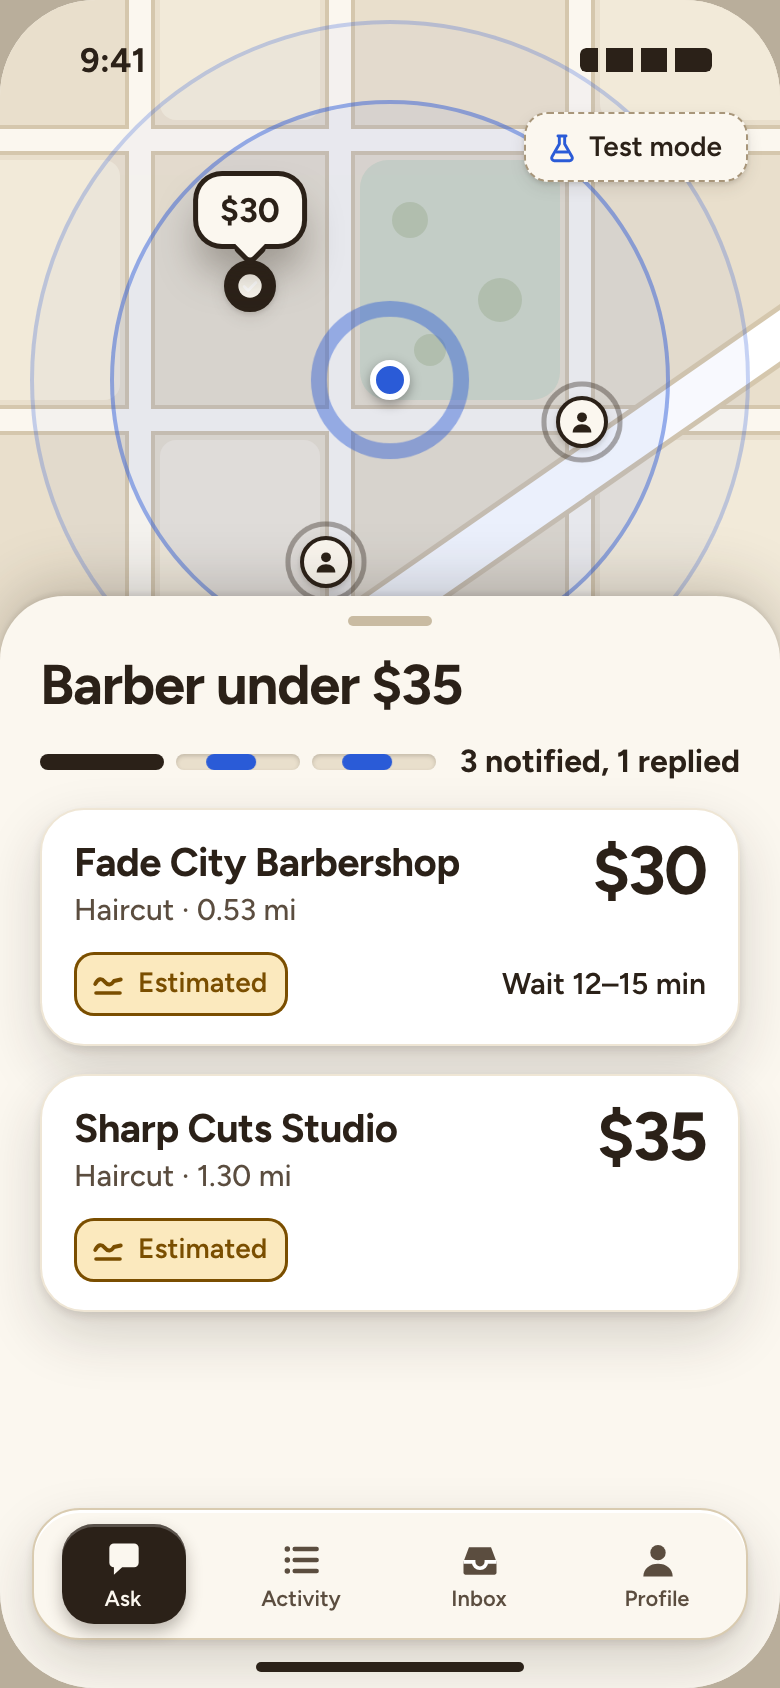 9:41
Test mode
$30
Barber under $35
3 notified, 1 replied
Fade City Barbershop
$30
Haircut · 0.53 mi
Estimated
Wait 12–15 min
Sharp Cuts Studio
$35
Haircut · 1.30 mi
Estimated
Ask
Activity
Inbox
Profile